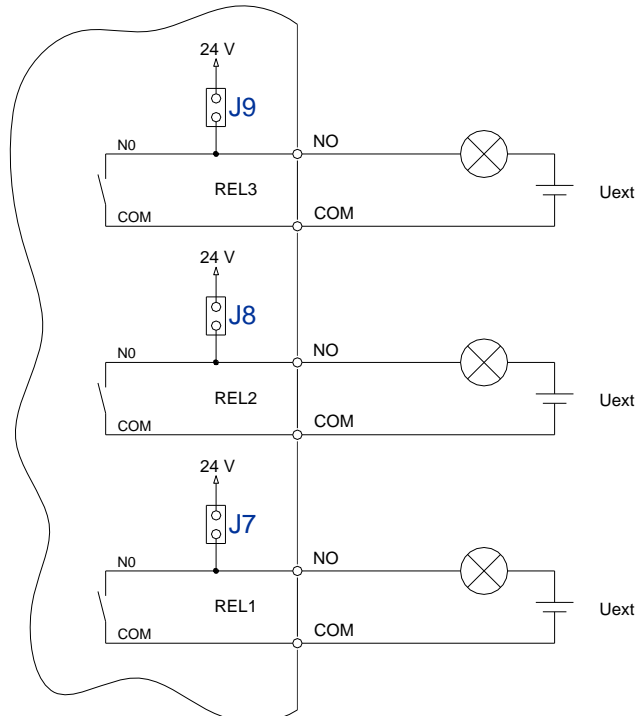 24 V
J9
N0
NO
REL3
Uext
COM
COM
24 V
J8
N0
NO
REL2
Uext
COM
COM
24 V
J7
N0
NO
REL1
Uext
COM
COM